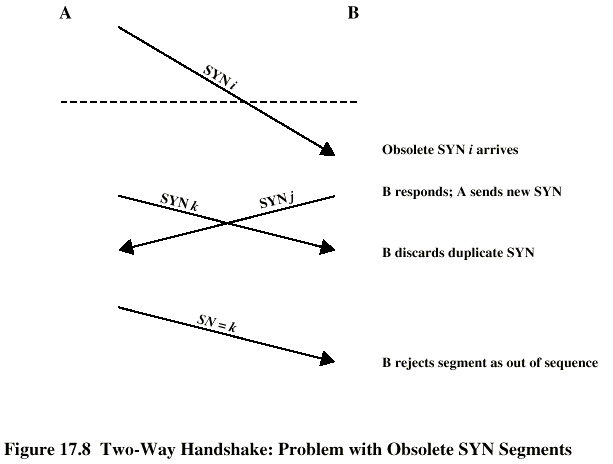 A
B
SYN i
Obsolete SYN i arrives
B responds; A sends new SYN
SYN k
SYN j
B discards duplicate SYN
SN = k
B rejects segment as out of sequence
Figure 17.8 Two-Way Handshake: Problem with Obsolete SYN Segments